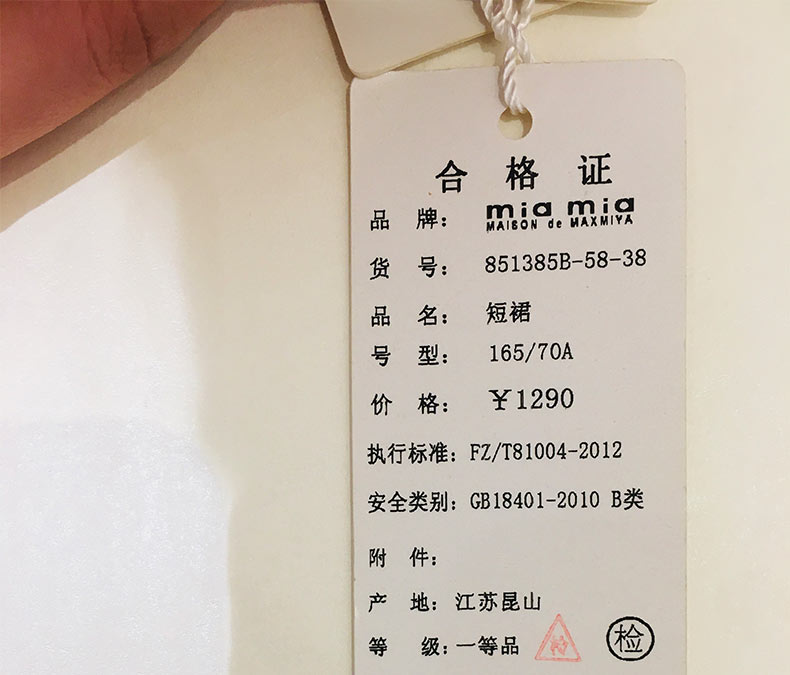 合格证
品牌: mia mia
MAISON de MAXMIYA
货号: 851385B-58-38
品名: 短裙
号型: 165/70A
价格: ¥1290
执行标准: FZ/T81004-2012
安全类别: GB18401-2010 B类
附件:
产地: 江苏昆山
等级: 一等品 检